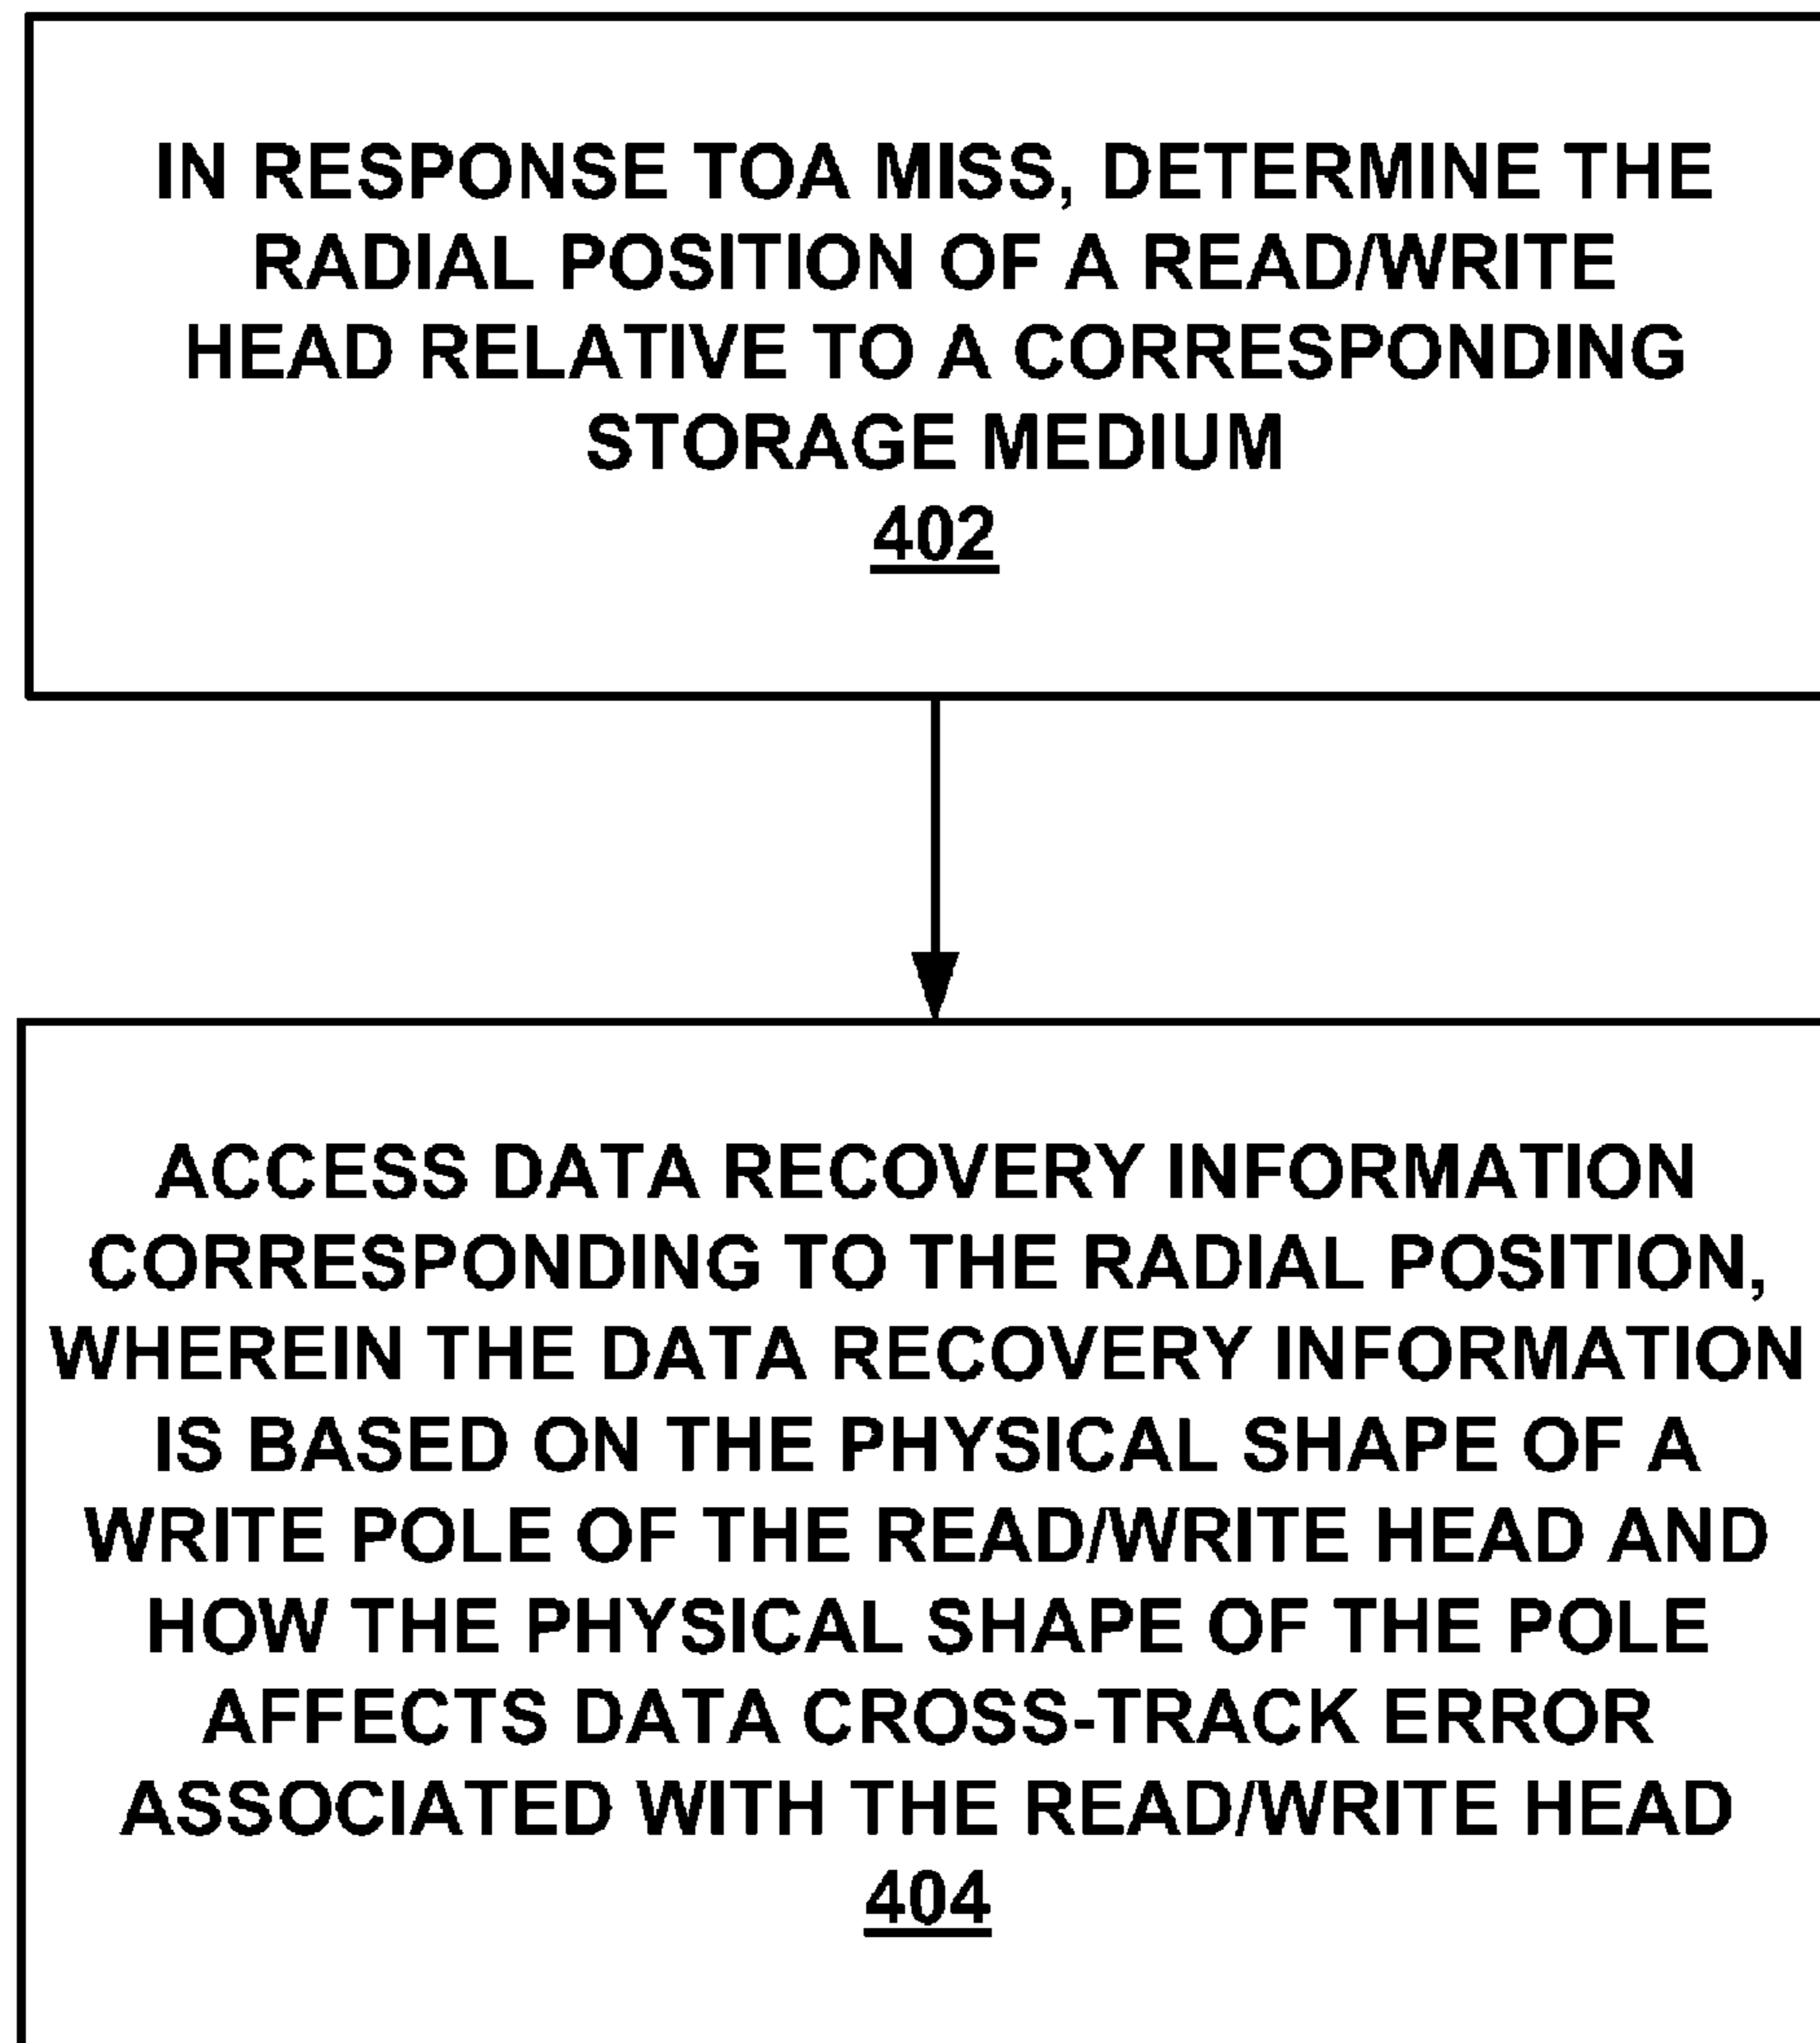 IN RESPONSE TOA MISS, DETERMINE THE
RADIAL POSITION OF A READ/WRITE
HEAD RELATIVE TO A CORRESPONDING
STORAGE MEDIUM
402
ACCESS DATA RECOVERY INFORMATION
CORRESPONDING TO THE RADIAL POSITION,
WHEREIN THE DATA RECOVERY INFORMATION
IS BASED ON THE PHYSICAL SHAPE OF A
WRITE POLE OF THE READ/WRITE HEAD AND
HOW THE PHYSICAL SHAPE OF THE POLE
AFFECTS DATA CROSS-TRACK ERROR
ASSOCIATED WITH THE READ/WRITE HEAD
404